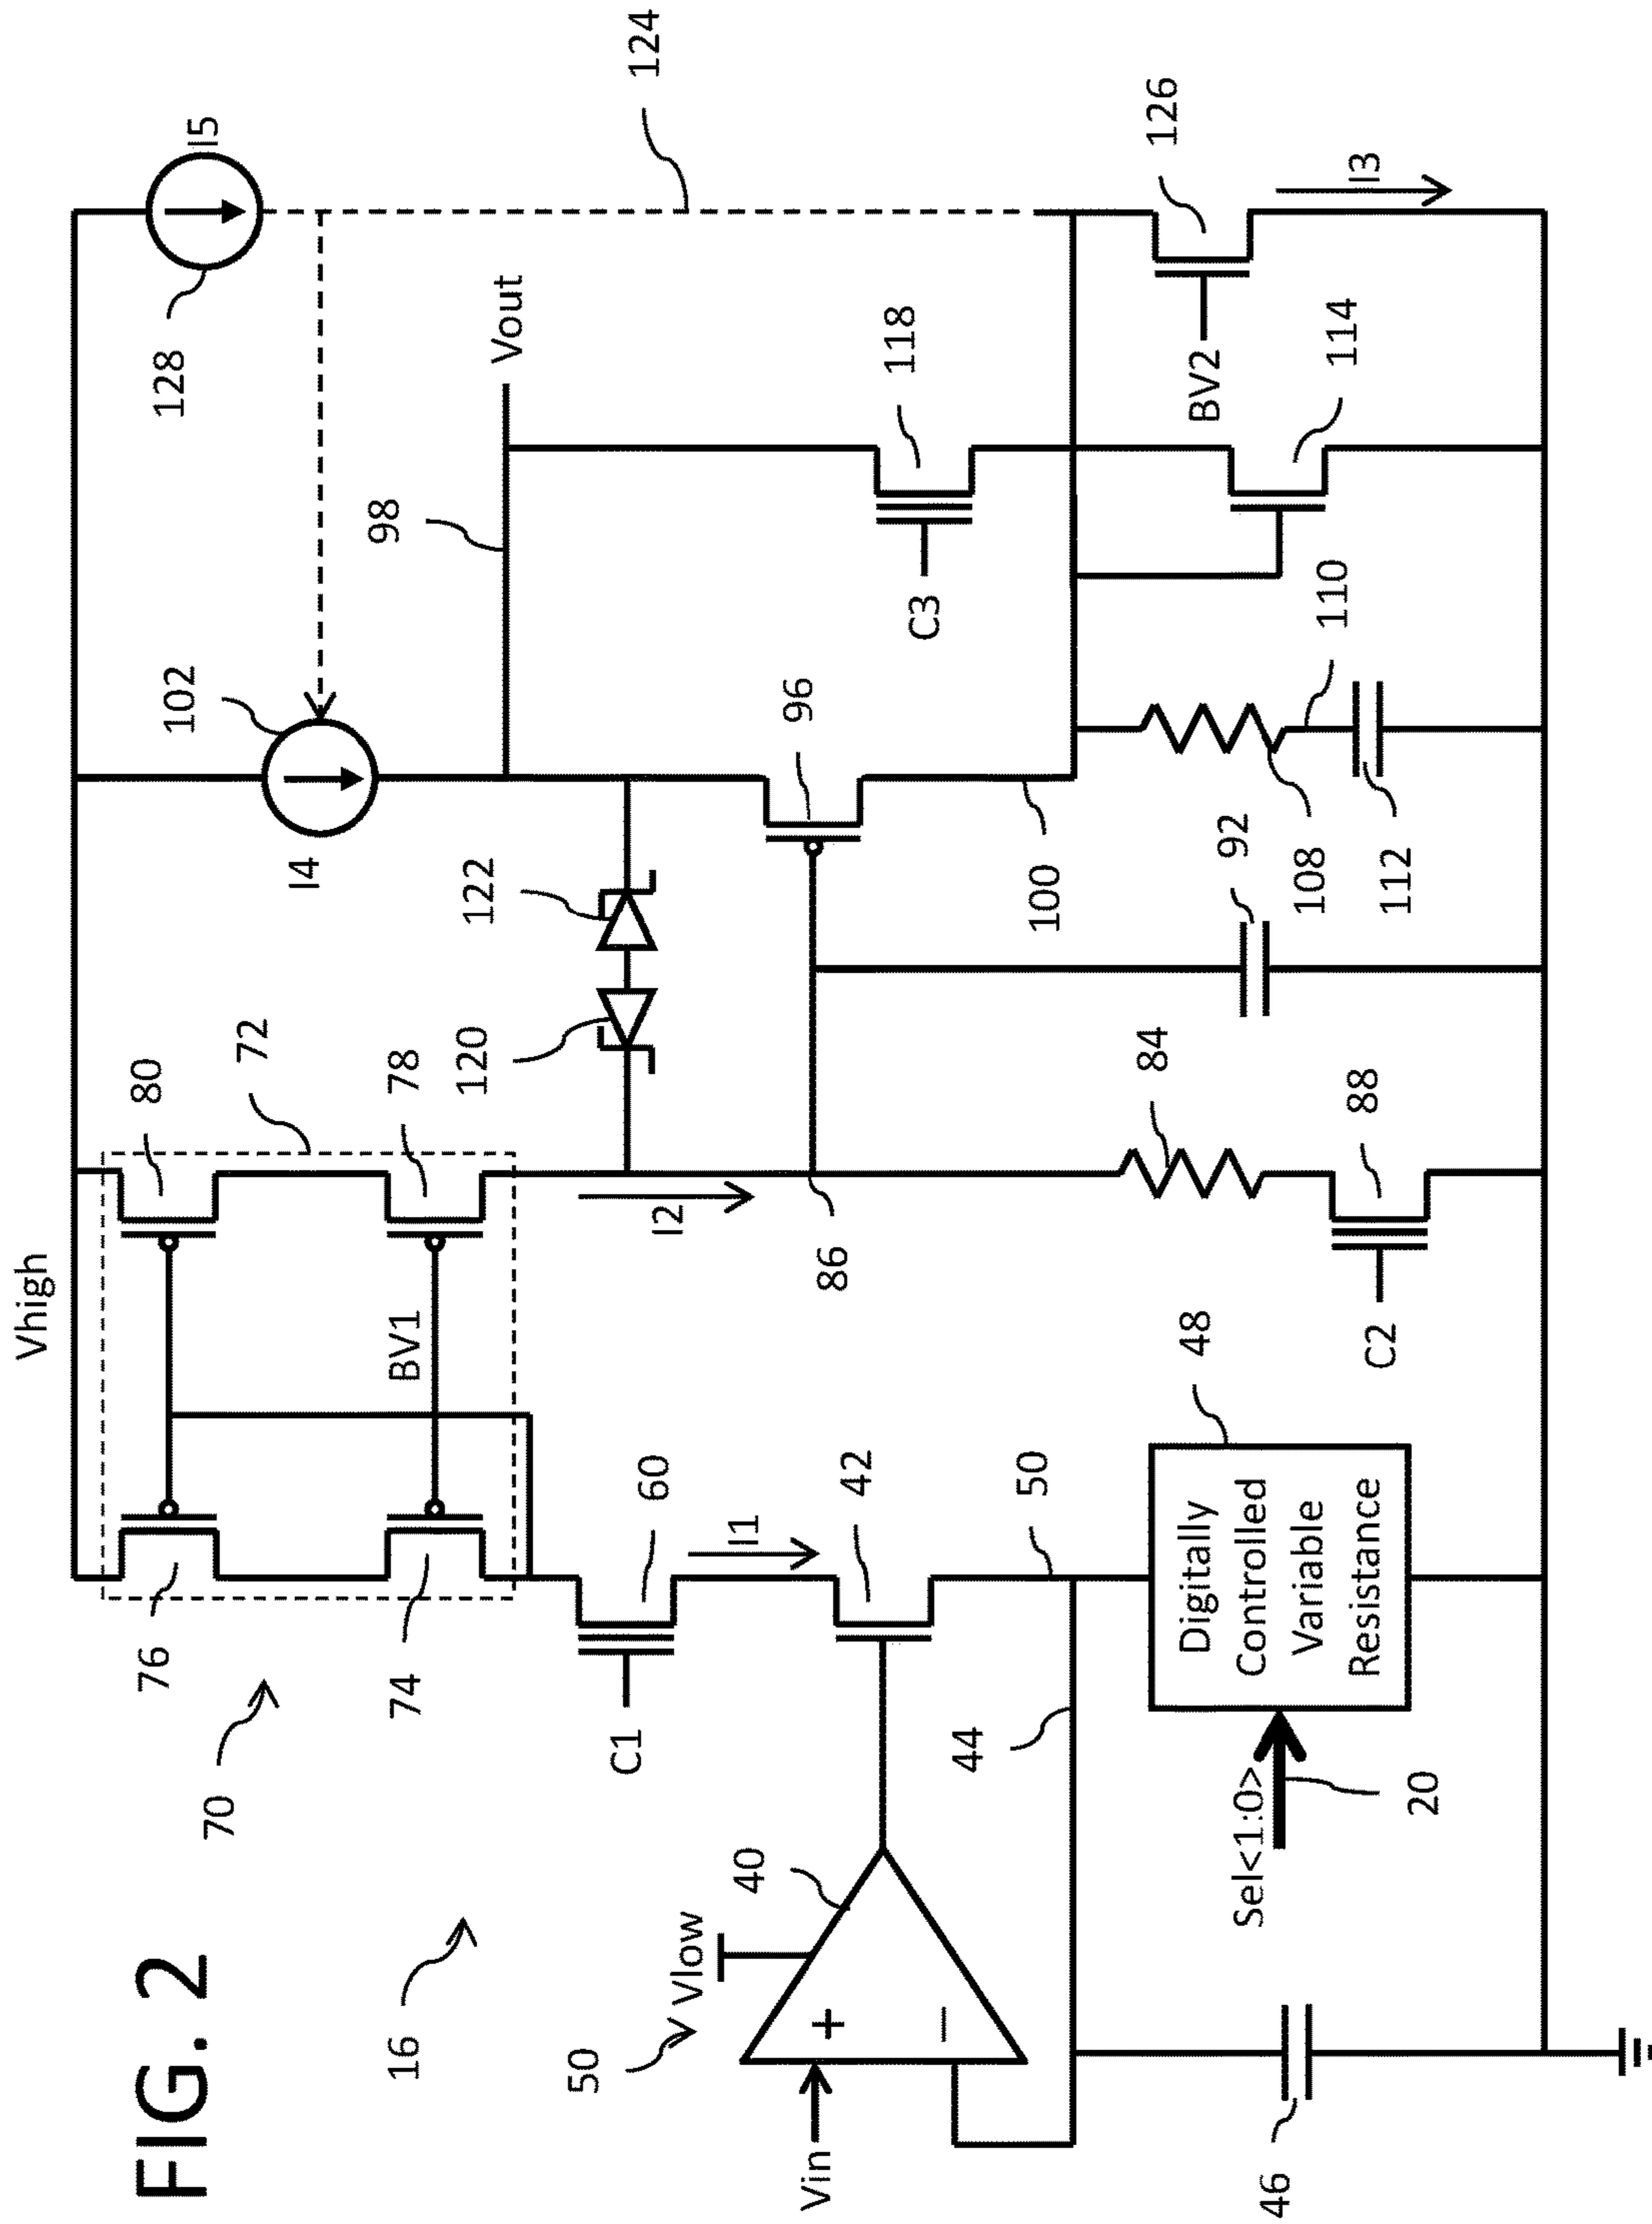 FIG. 2
Vhigh
I5
128
124
102
I4
80
72
78
76
74
70
BV1
Vout
98
122
120
I2
118
C3
96
60
C1
I1
16
50
Vlow
40
Vin
42
86
100
44
50
126
I3
BV2
114
110
108
112
92
84
88
C2
48
Digitally
Controlled
Variable
Resistance
Sel<1:0>
20
46